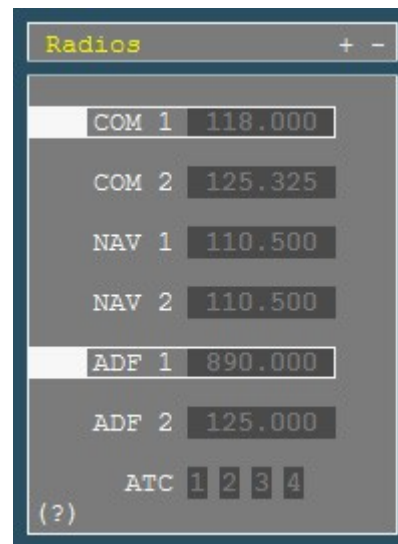 Radios + -
COM 1 118.000
COM 2 125.325
NAV 1 110.500
NAV 2 110.500
ADF 1 890.000
ADF 2 125.000
ATC 1 2 3 4
(?)